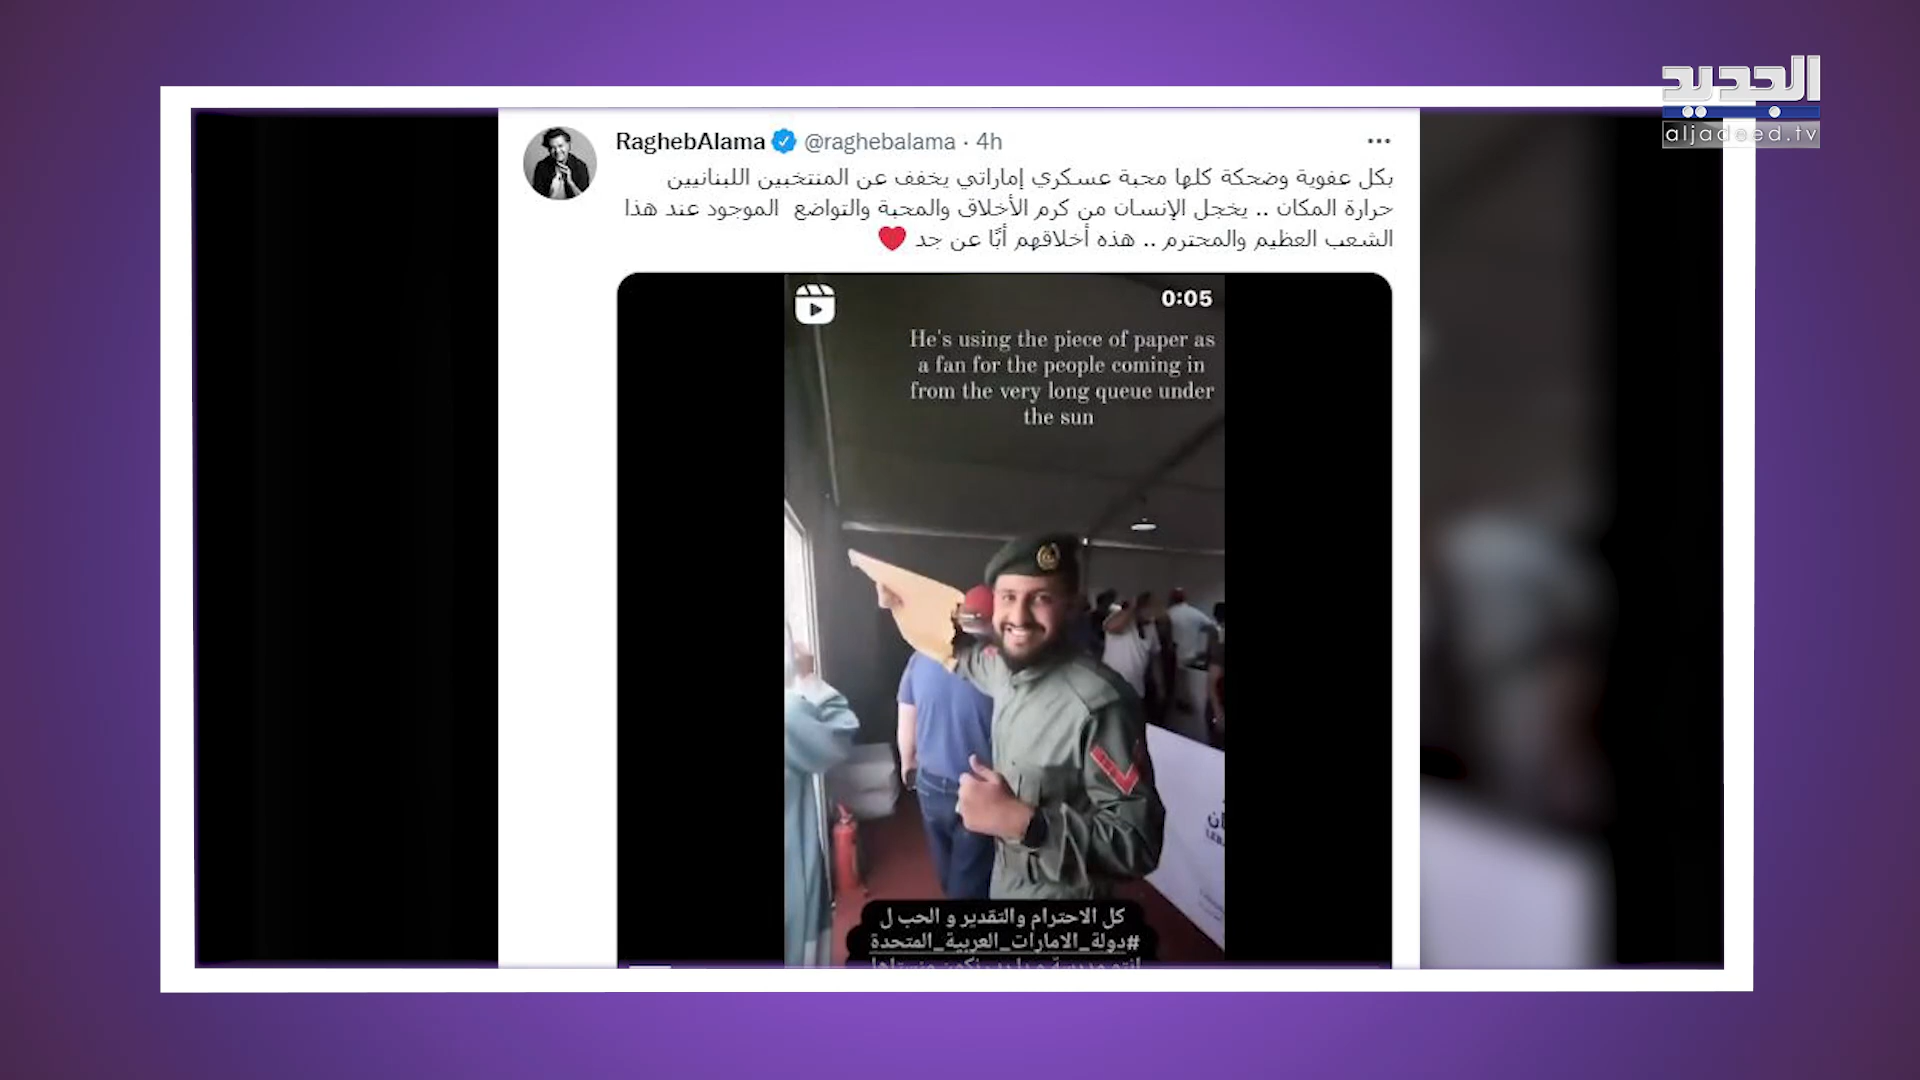 الجديد
aljadeed.tv
RaghebAlama @raghebalama · 4h
بكل عفوية وضحكة كلها محبة عسكري إماراتي يخفف عن المنتخبين اللبنانيين
حرارة المكان .. يخجل الإنسان من كرم الأخلاق والمحبة والتواضع الموجود عند هذا
الشعب العظيم والمحترم .. هذه أخلاقهم أبًا عن جد ❤️
0:05
He's using the piece of paper as
a fan for the people coming in
from the very long queue under
the sun
كل الاحترام والتقدير و الحب ل
#دولة_الامارات_العربية_المتحدة